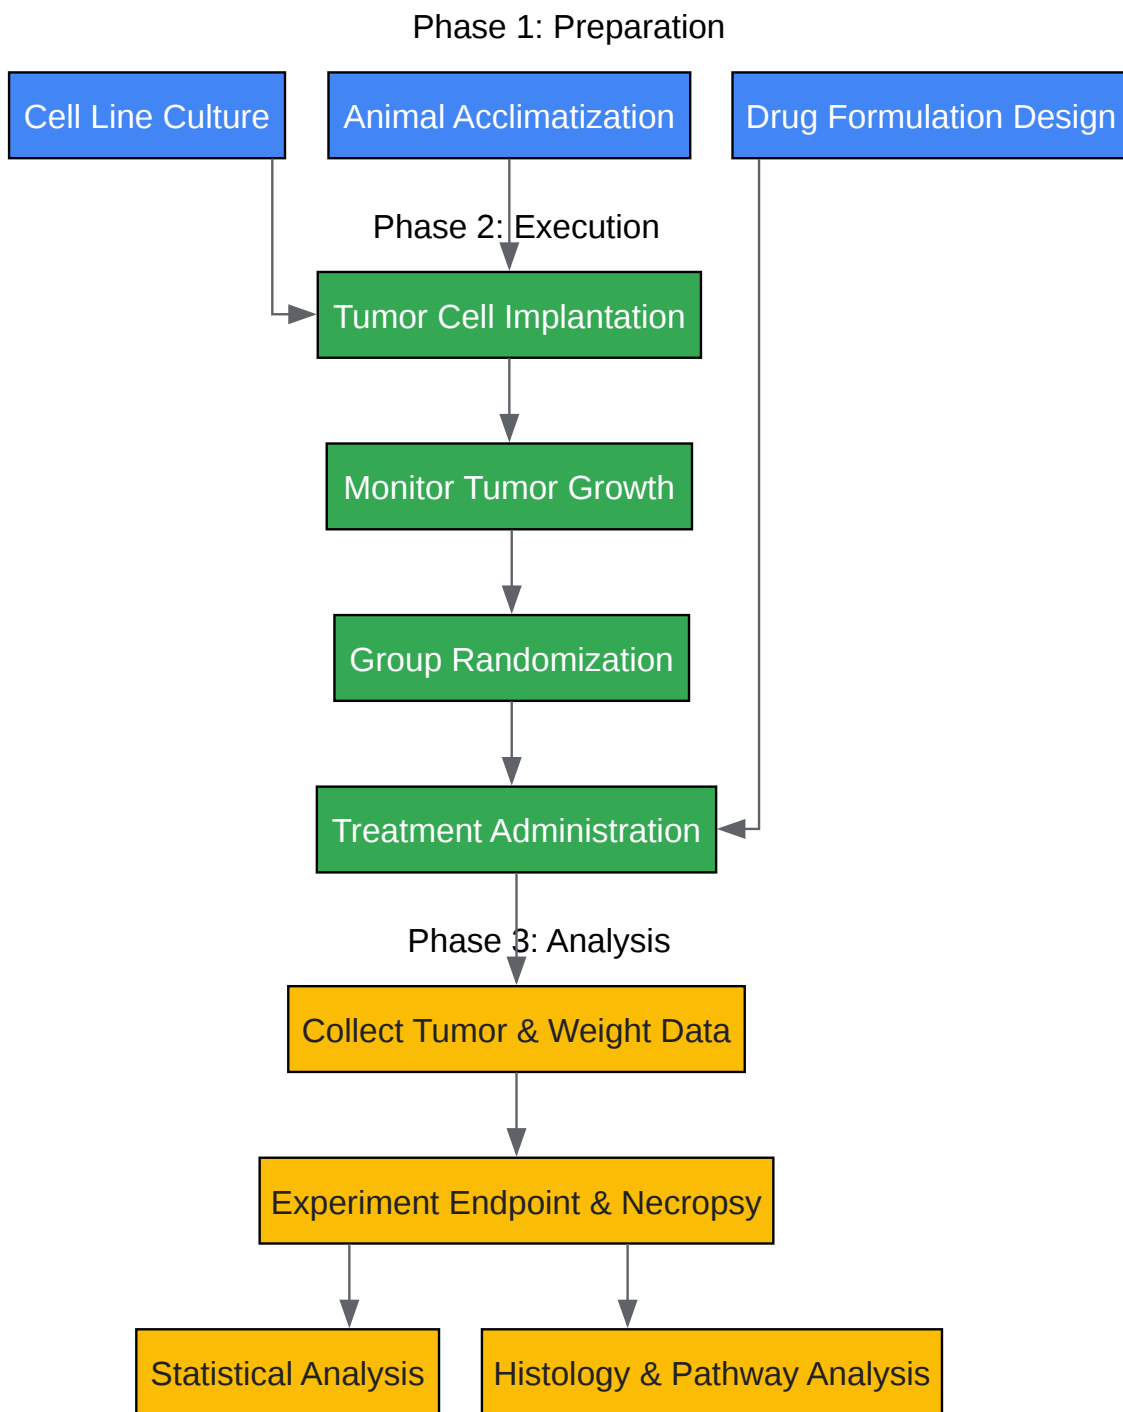 Phase 1: Preparation
Cell Line Culture
Animal Acclimatization
Drug Formulation Design
Phase 2: Execution
Tumor Cell Implantation
Monitor Tumor Growth
Group Randomization
Treatment Administration
Phase 3: Analysis
Collect Tumor & Weight Data
Experiment Endpoint & Necropsy
Statistical Analysis
Histology & Pathway Analysis